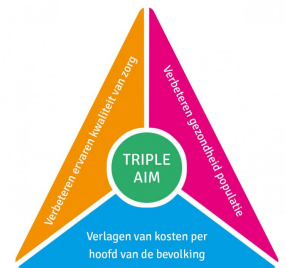 Verbeteren ervaren kwaliteit van zorg
Verbeteren gezondheid populatie
TRIPLE
AIM
Verlagen van kosten per
hoofd van de bevolking